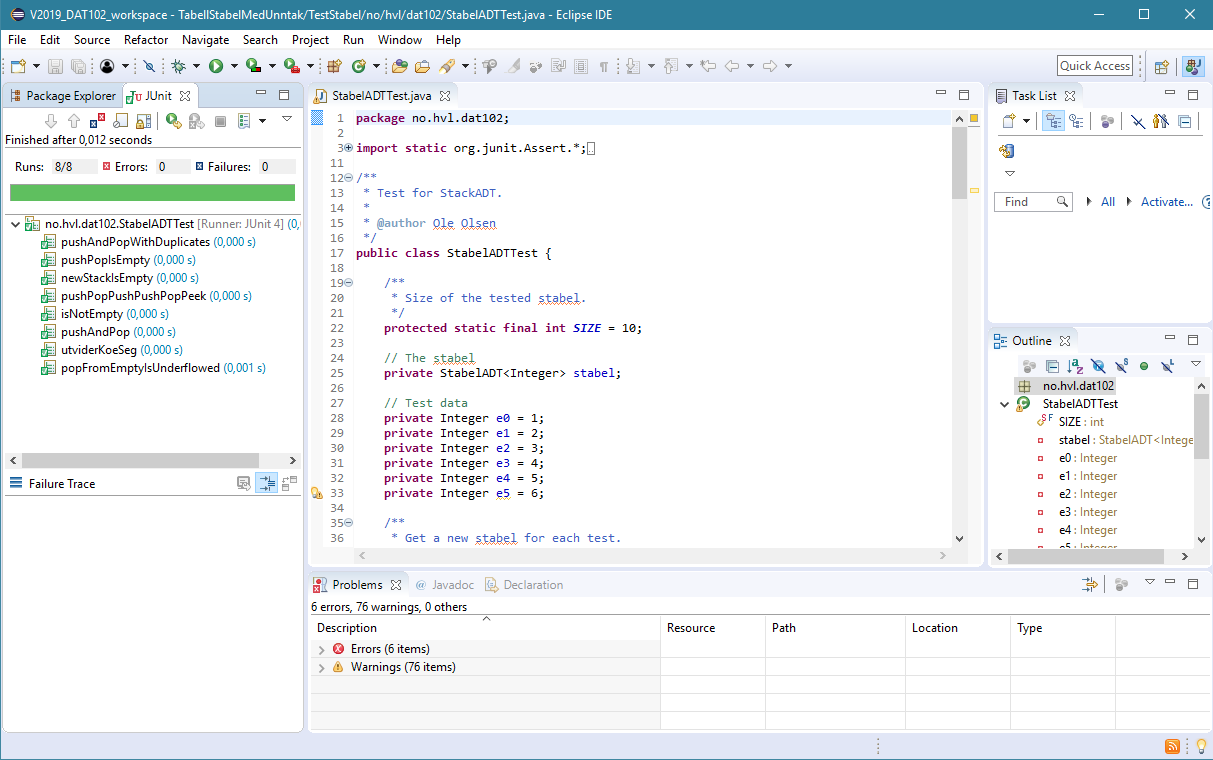 V2019_DAT102_workspace - TabellStabelMedUnntak/TestStabel/no/hvl/dat102/StabelADTTest.java - Eclipse IDE
File Edit Source Refactor Navigate Search Project Run Window Help
Quick Access
Package Explorer JUnit
Finished after 0,012 seconds
Runs: 8/8 Errors: 0 Failures: 0
no.hvl.dat102.StabelADTTest [Runner: JUnit 4] (0,
pushAndPopWithDuplicates (0,000 s)
pushPopIsEmpty (0,000 s)
newStackIsEmpty (0,000 s)
pushPopPushPushPopPeek (0,000 s)
isNotEmpty (0,000 s)
pushAndPop (0,000 s)
utviderKoeSeg (0,000 s)
popFromEmptyIsUnderflowed (0,001 s)
Failure Trace
StabelADTTest.java
1 package no.hvl.dat102;
2
3 import static org.junit.Assert.*;
11
12 /**
13 * Test for StackADT.
14 *
15 * @author Ole Olsen
16 */
17 public class StabelADTTest {
18
19 /**
20 * Size of the tested stabel.
21 */
22 protected static final int SIZE = 10;
23
24 // The stabel
25 private StabelADT<Integer> stabel;
26
27 // Test data
28 private Integer e0 = 1;
29 private Integer e1 = 2;
30 private Integer e2 = 3;
31 private Integer e3 = 4;
32 private Integer e4 = 5;
33 private Integer e5 = 6;
34
35 /**
36 * Get a new stabel for each test.
Task List
Find All Activate...
Outline
no.hvl.dat102
StabelADTTest
SIZE : int
stabel : StabelADT<Intege
e0 : Integer
e1 : Integer
e2 : Integer
e3 : Integer
e4 : Integer
e5 : Integer
Problems @ Javadoc Declaration
6 errors, 76 warnings, 0 others
Description Resource Path Location Type
Errors (6 items)
Warnings (76 items)